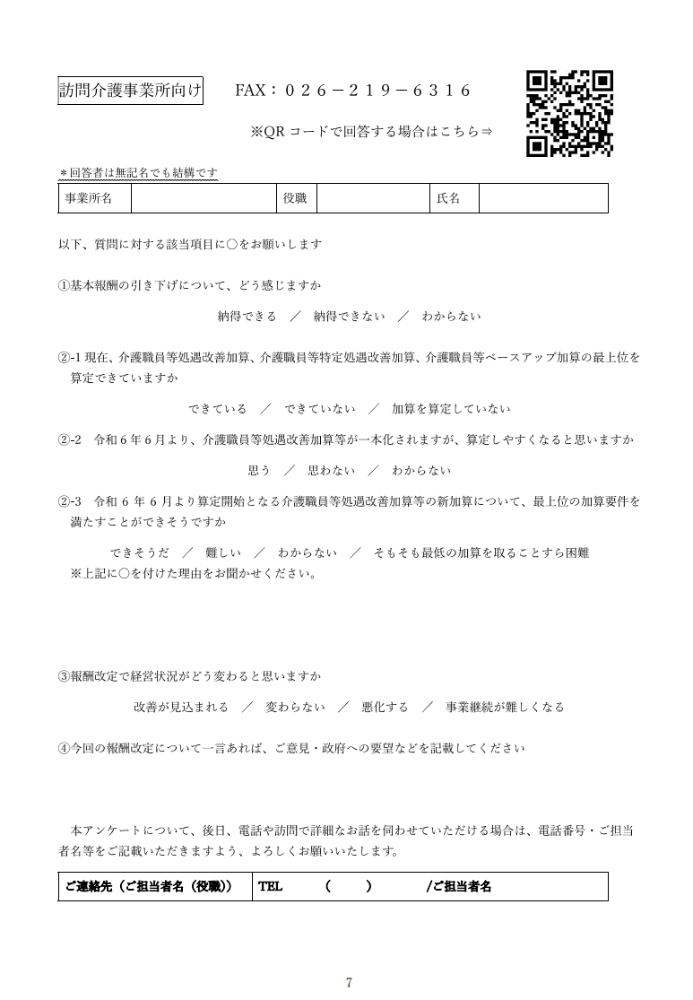 訪問介護事業所向け　FAX：０２６－２１９－６３１６
※QR コードで回答する場合はこちら⇒
＊回答者は無記名でも結構です
事業所名　役職　氏名
以下、質問に対する該当項目に○をお願いします
①基本報酬の引き下げについて、どう感じますか
納得できる　／　納得できない　／　わからない
②-1 現在、介護職員等処遇改善加算、介護職員等特定処遇改善加算、介護職員等ベースアップ加算の最上位を
算定できていますか
できている　／　できていない　／　加算を算定していない
②-2　令和６年６月より、介護職員等処遇改善加算等が一本化されますが、算定しやすくなると思いますか
思う　／　思わない　／　わからない
②-3　令和 6 年 6 月より算定開始となる介護職員等処遇改善加算等の新加算について、最上位の加算要件を
満たすことができそうですか
できそうだ　／　難しい　／　わからない　／　そもそも最低の加算を取ることすら困難
※上記に○を付けた理由をお聞かせください。
③報酬改定で経営状況がどう変わると思いますか
改善が見込まれる　／　変わらない　／　悪化する　／　事業継続が難しくなる
④今回の報酬改定について一言あれば、ご意見・政府への要望などを記載してください
本アンケートについて、後日、電話や訪問で詳細なお話を伺わせていただける場合は、電話番号・ご担当
者名等をご記載いただきますよう、よろしくお願いいたします。
ご連絡先（ご担当者名（役職））　TEL　（　　）　/ご担当者名
7